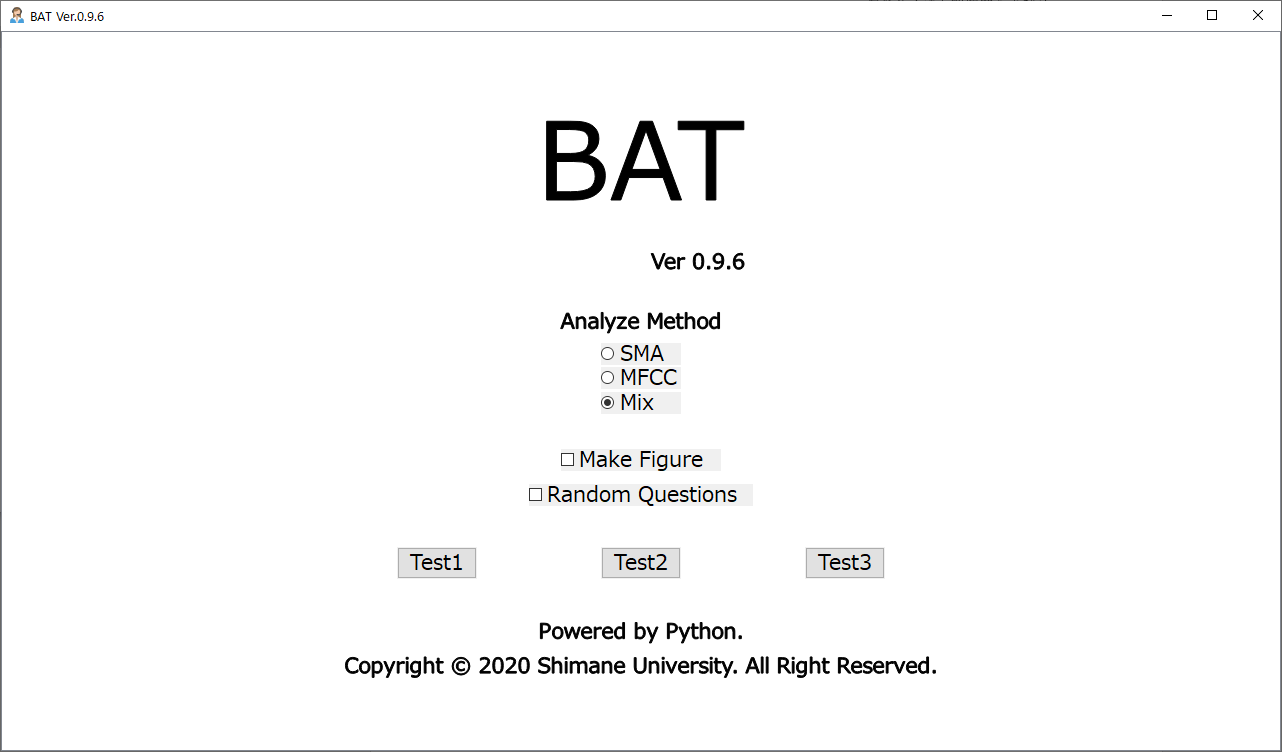 BAT Ver.0.9.6
BAT
Ver 0.9.6
Analyze Method
SMA
MFCC
Mix
Make Figure
Random Questions
Test1 Test2 Test3
Powered by Python.
Copyright © 2020 Shimane University. All Right Reserved.